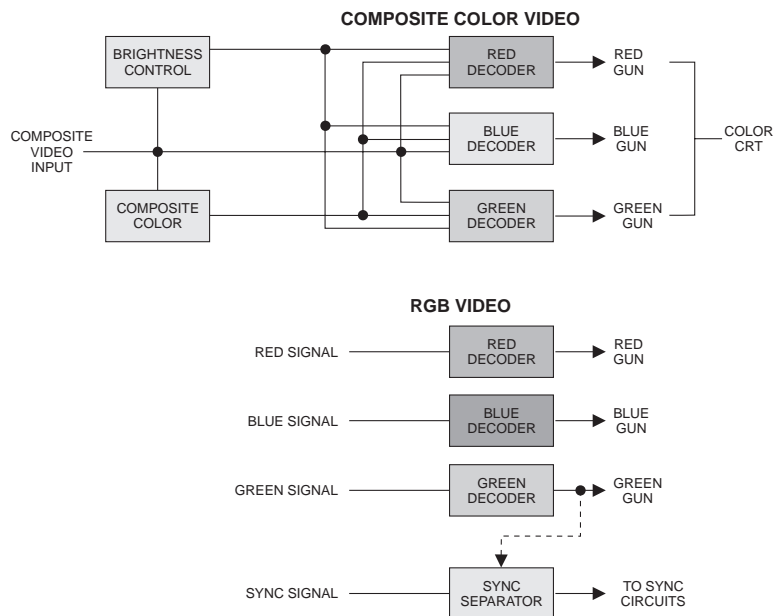 COMPOSITE COLOR VIDEO
BRIGHTNESS
CONTROL
RED
DECODER
RED
GUN
COMPOSITE
VIDEO
INPUT
BLUE
DECODER
BLUE
GUN
COLOR
CRT
COMPOSITE
COLOR
GREEN
DECODER
GREEN
GUN
RGB VIDEO
RED SIGNAL
RED
DECODER
RED
GUN
BLUE SIGNAL
BLUE
DECODER
BLUE
GUN
GREEN SIGNAL
GREEN
DECODER
GREEN
GUN
SYNC SIGNAL
SYNC
SEPARATOR
TO SYNC
CIRCUITS